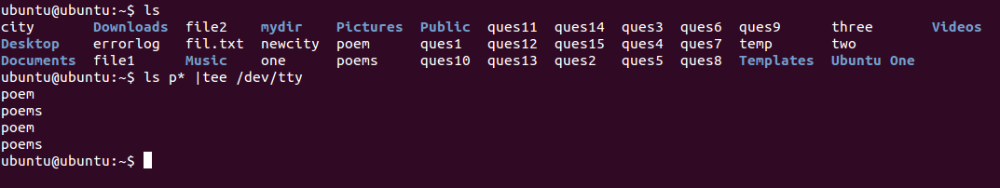 ubuntu@ubuntu:~$ ls
city Downloads file2 mydir Pictures Public ques11 ques14 ques3 ques6 ques9 three Videos
Desktop errorlog fil.txt newcity poem ques1 ques12 ques15 ques4 ques7 temp two
Documents file1 Music one poems ques10 ques13 ques2 ques5 ques8 Templates Ubuntu One
ubuntu@ubuntu:~$ ls p* |tee /dev/tty
poem
poems
poem
poems
ubuntu@ubuntu:~$